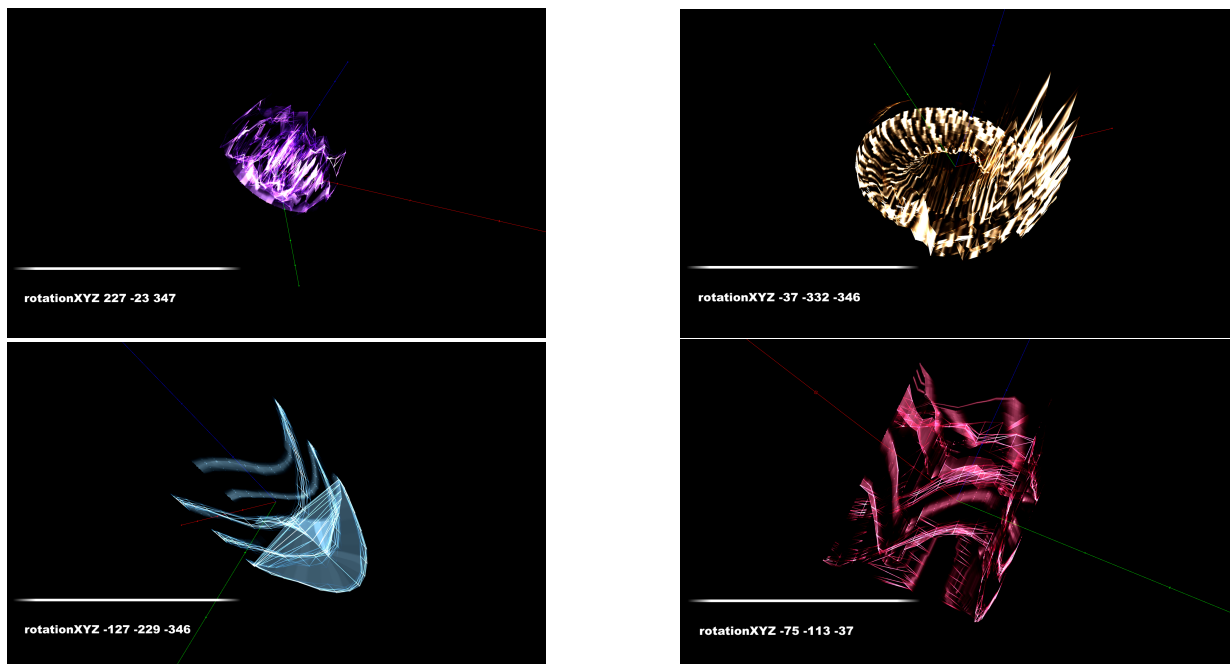 rotationXYZ 227 -23 347
rotationXYZ -37 -332 -346
rotationXYZ -127 -229 -346
rotationXYZ -75 -113 -37